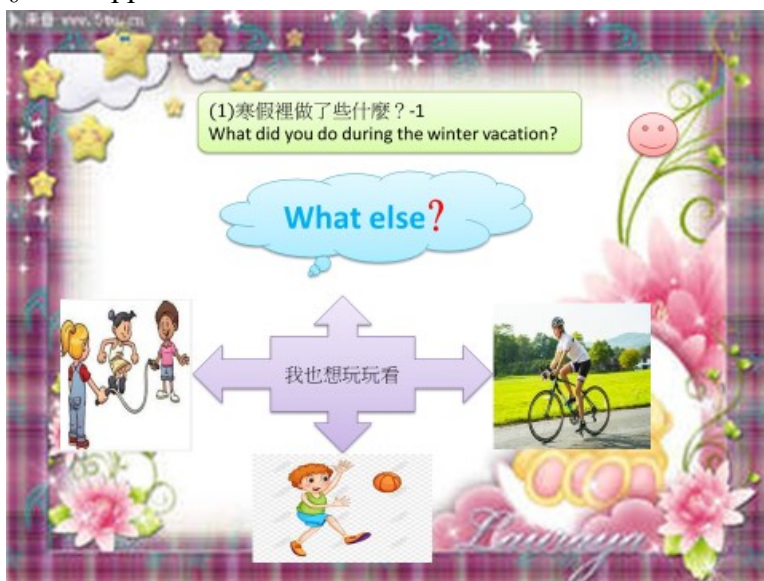 (1)寒假裡做了些什麼？-1
What did you do during the winter vacation?
What else?
我也想玩玩看